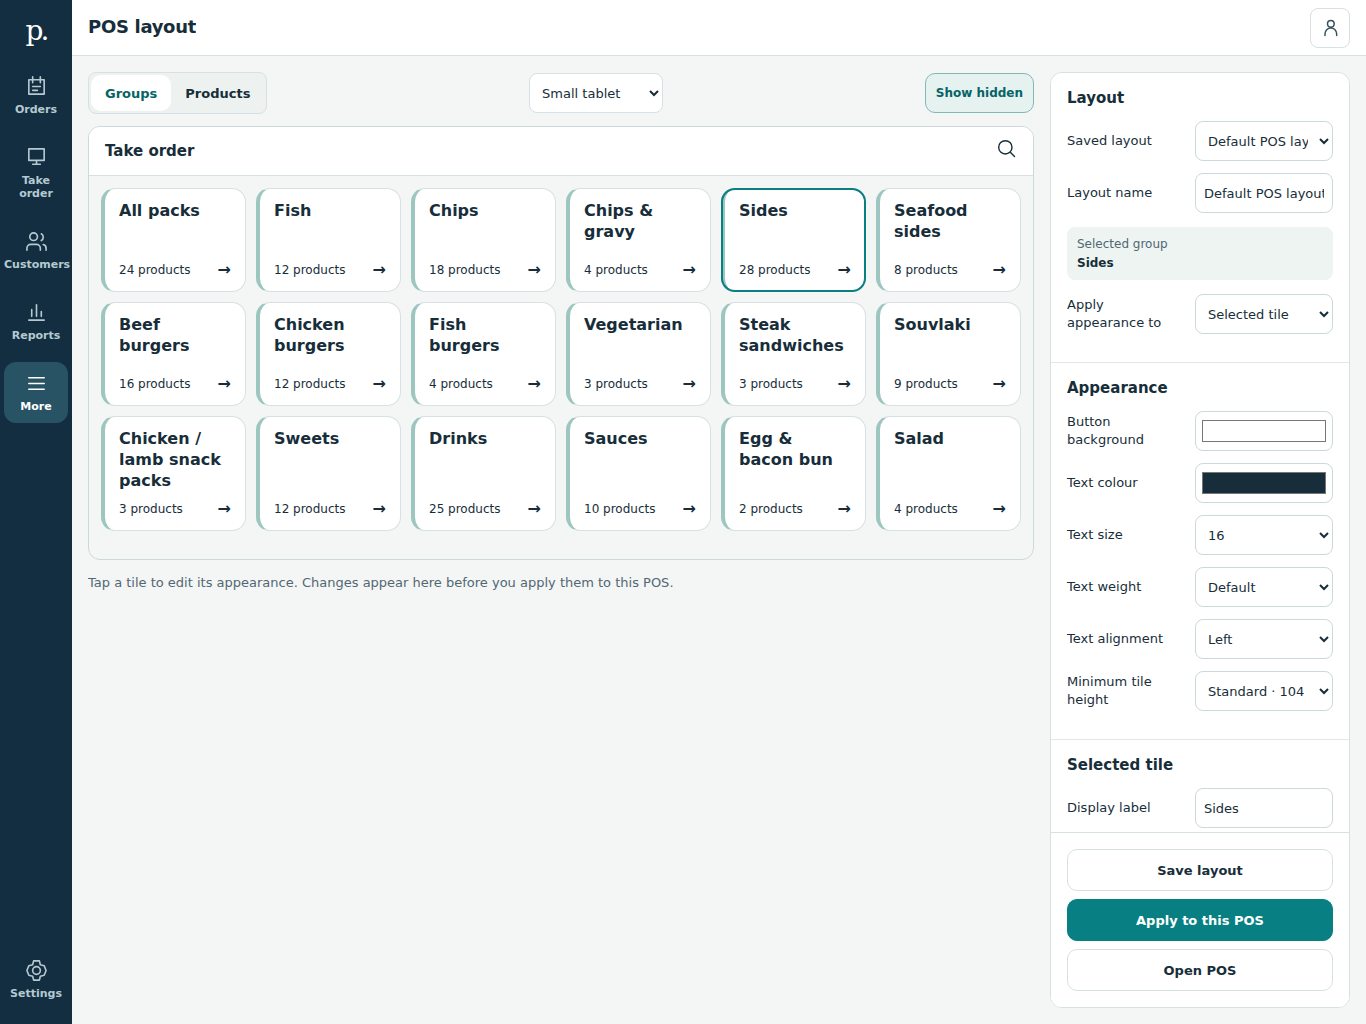 p.
POS layout
Orders
Take
order
Customers
Reports
More
Settings
Groups
Products
Small tablet
Show hidden
Take order
All packs
24 products →
Fish
12 products →
Chips
18 products →
Chips &
gravy
4 products →
Sides
28 products →
Seafood
sides
8 products →
Beef
burgers
16 products →
Chicken
burgers
12 products →
Fish
burgers
4 products →
Vegetarian
3 products →
Steak
sandwiches
3 products →
Souvlaki
9 products →
Chicken /
lamb snack
packs
3 products →
Sweets
12 products →
Drinks
25 products →
Sauces
10 products →
Egg &
bacon bun
2 products →
Salad
4 products →
Tap a tile to edit its appearance. Changes appear here before you apply them to this POS.
Layout
Saved layout
Default POS lay
Layout name
Default POS layout
Selected group
Sides
Apply
appearance to
Selected tile
Appearance
Button
background
Text colour
Text size
16
Text weight
Default
Text alignment
Left
Minimum tile
height
Standard · 104
Selected tile
Display label
Sides
Save layout
Apply to this POS
Open POS